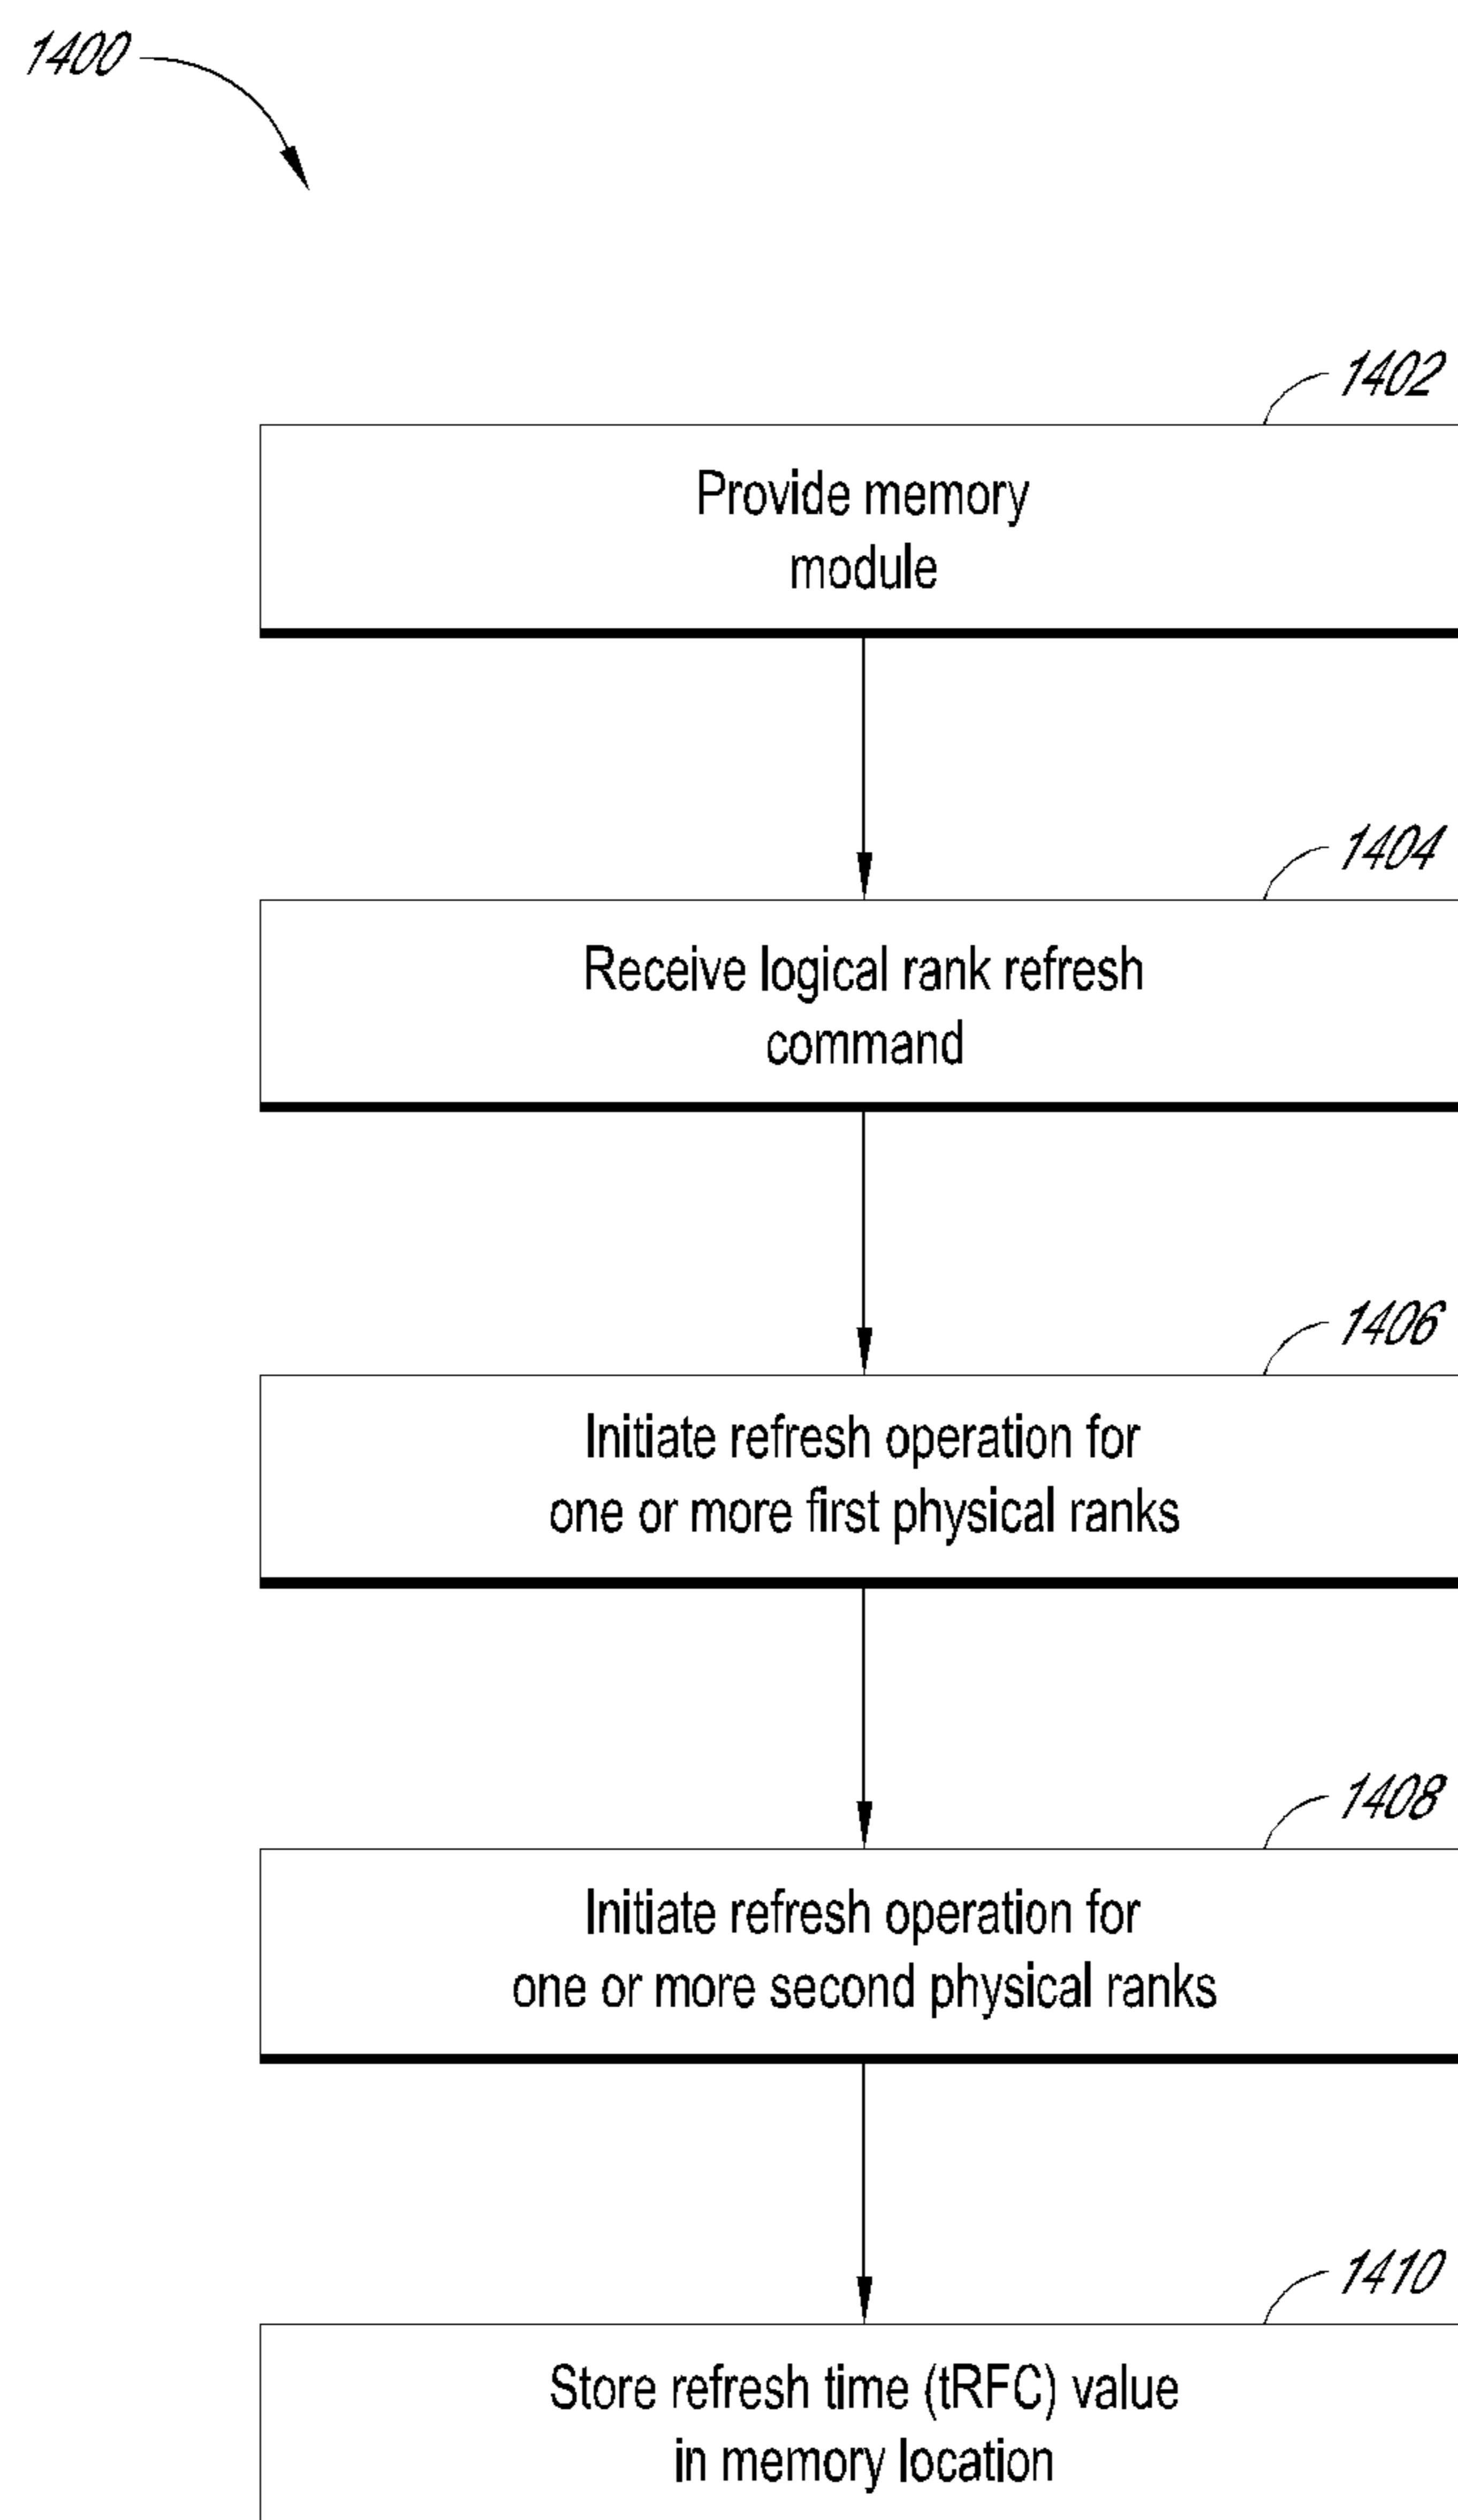 1400
1402
Provide memory
module
1404
Receive logical rank refresh
command
1406
Initiate refresh operation for
one or more first physical ranks
1408
Initiate refresh operation for
one or more second physical ranks
1410
Store refresh time (tRFC) value
in memory location